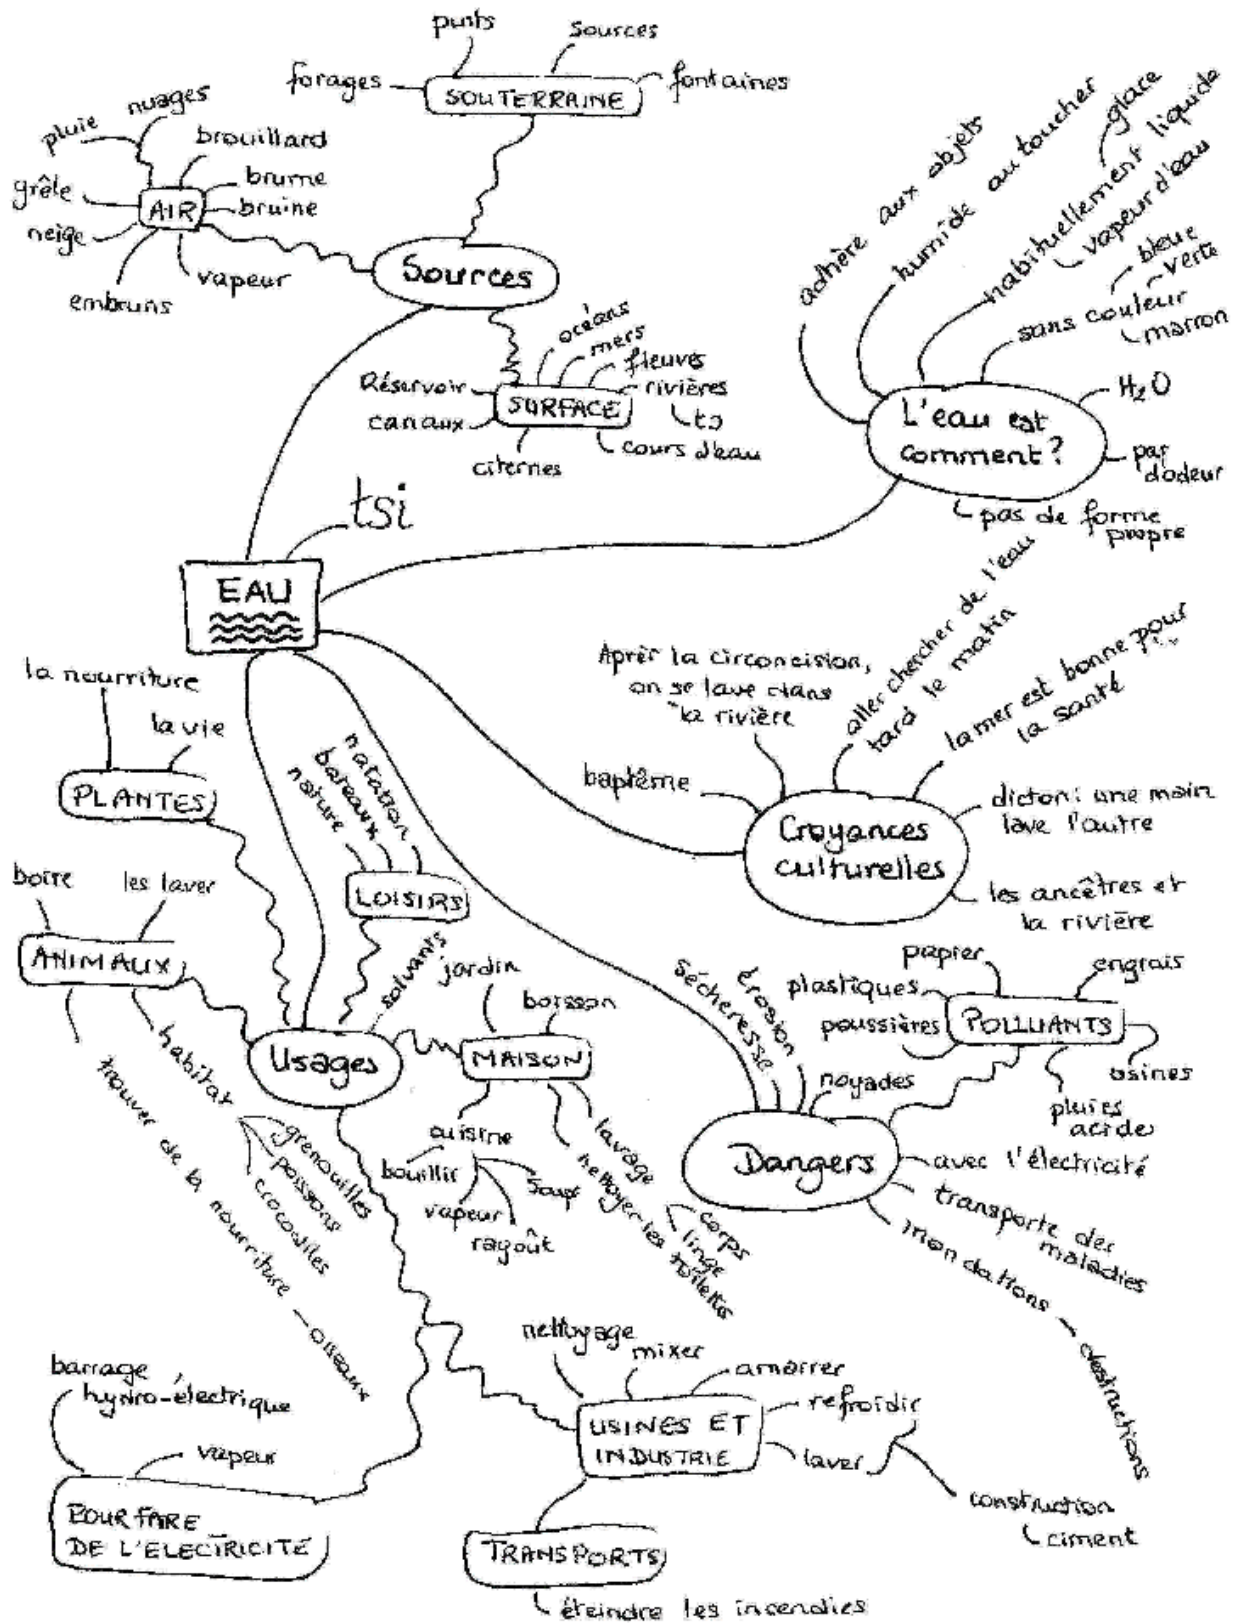 puits
sources
forages
fontaines
SOUTERRAINE
nuages
pluie
brouillard
brume
grêle
AIR
bruine
neige
vapeur
embruns
Sources
océans
mers
fleuves
Réservoir
rivières
SURFACE
canaux
cours d'eau
citernes
adhère aux objets
humide au toucher
habituellement liquide
glace
vapeur d'eau
bleue
verte
sans couleur
marron
H₂O
L'eau est
comment?
pas
d'odeur
pas de forme
propre
tsi
EAU
Après la circoncision,
on se lave dans
la rivière
aller chercher de l'eau
tard le matin
la mer est bonne pour
la santé
baptême
dicton: une main
lave l'autre
Croyances
culturelles
les ancêtres et
la rivière
la nourriture
la vie
PLANTES
natation
bateaux
nature
LOISIRS
boire
les laver
ANIMAUX
habitat
grenouilles
poissons
crocodiles
trouver de la nourriture
oiseaux
Usages
solvants
jardin
boisson
MAISON
cuisine
bouillir
vapeur
ragoût
lavage
corps
linge
nettoyer les toilettes
sécheresse
érosion
noyades
Dangers
papier
engrais
plastiques
poussières
POLLUANTS
usines
pluies
acides
avec l'électricité
transporte des
maladies
inondations
destructions
barrage
hydro-électrique
vapeur
POUR FAIRE
DE L'ELECTRICITÉ
nettoyage
mixer
amarrer
refroidir
USINES ET
INDUSTRIE
laver
construction
ciment
TRANSPORTS
éteindre les incendies